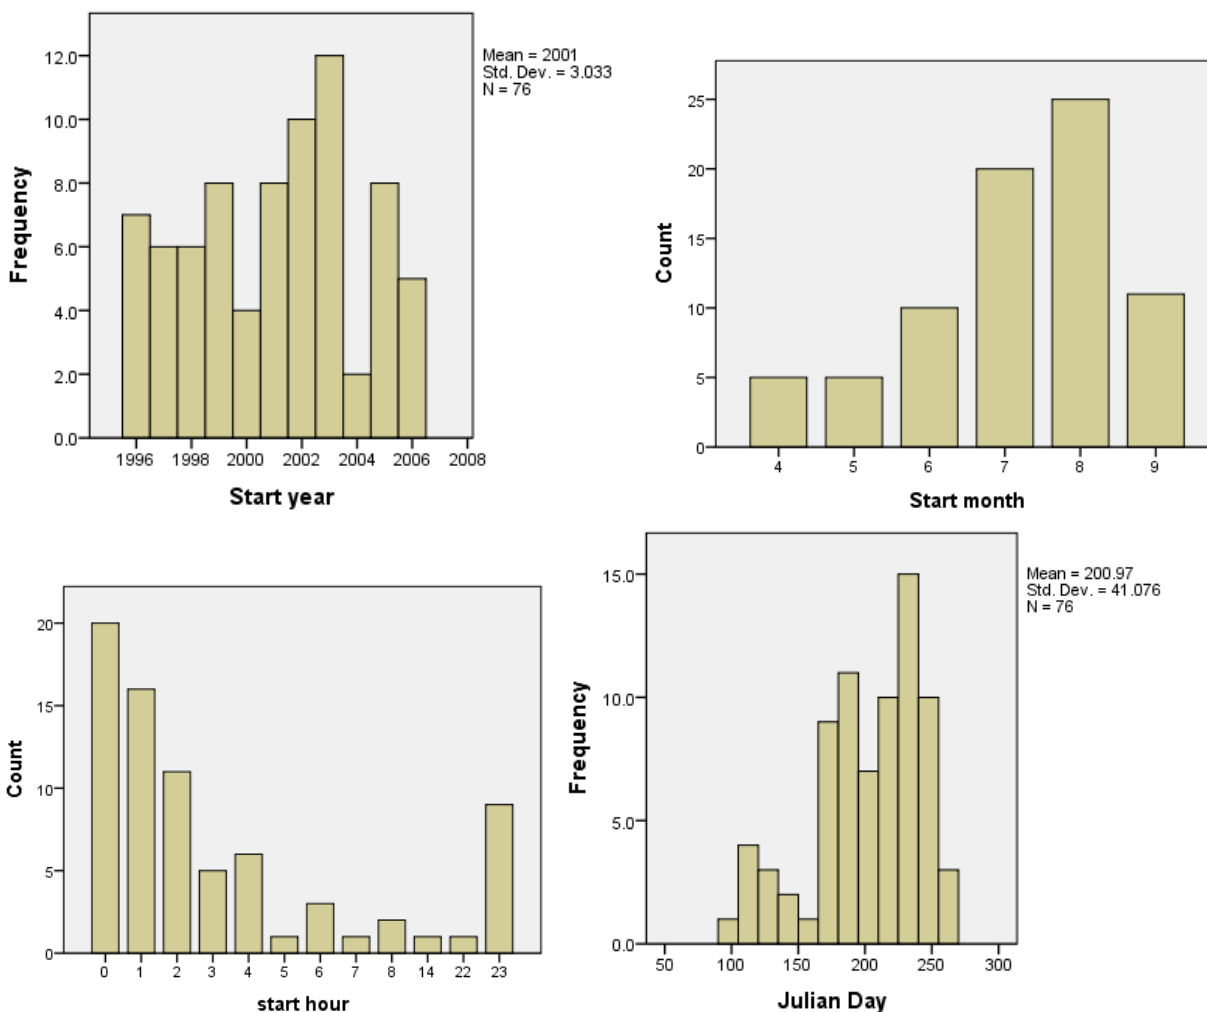 12.0
10.0
8.0
6.0
4.0
2.0
0.0
Frequency
1996 1998 2000 2002 2004 2006 2008
Start year
Mean = 2001
Std. Dev. = 3.033
N = 76
25
20
15
10
5
0
Count
4 5 6 7 8 9
Start month
20
15
10
5
0
Count
0 1 2 3 4 5 6 7 8 14 22 23
start hour
15.0
10.0
5.0
0.0
Frequency
50 100 150 200 250 300
Julian Day
Mean = 200.97
Std. Dev. = 41.076
N = 76